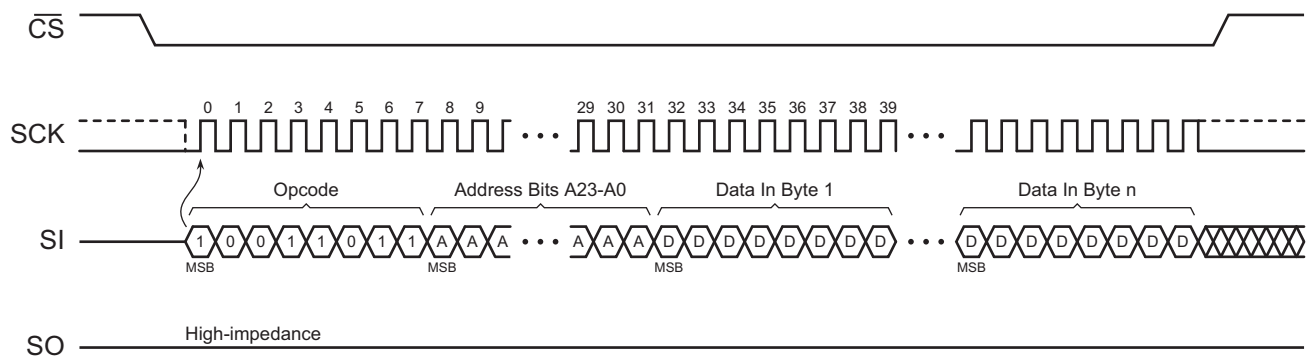 CS
0 1 2 3 4 5 6 7 8 9 29 30 31 32 33 34 35 36 37 38 39
SCK
Opcode Address Bits A23-A0 Data In Byte 1 Data In Byte n
SI 1 0 0 1 1 0 1 1 A A A A A A D D D D D D D D D D D D D D D D
MSB MSB MSB MSB
High-impedance
SO